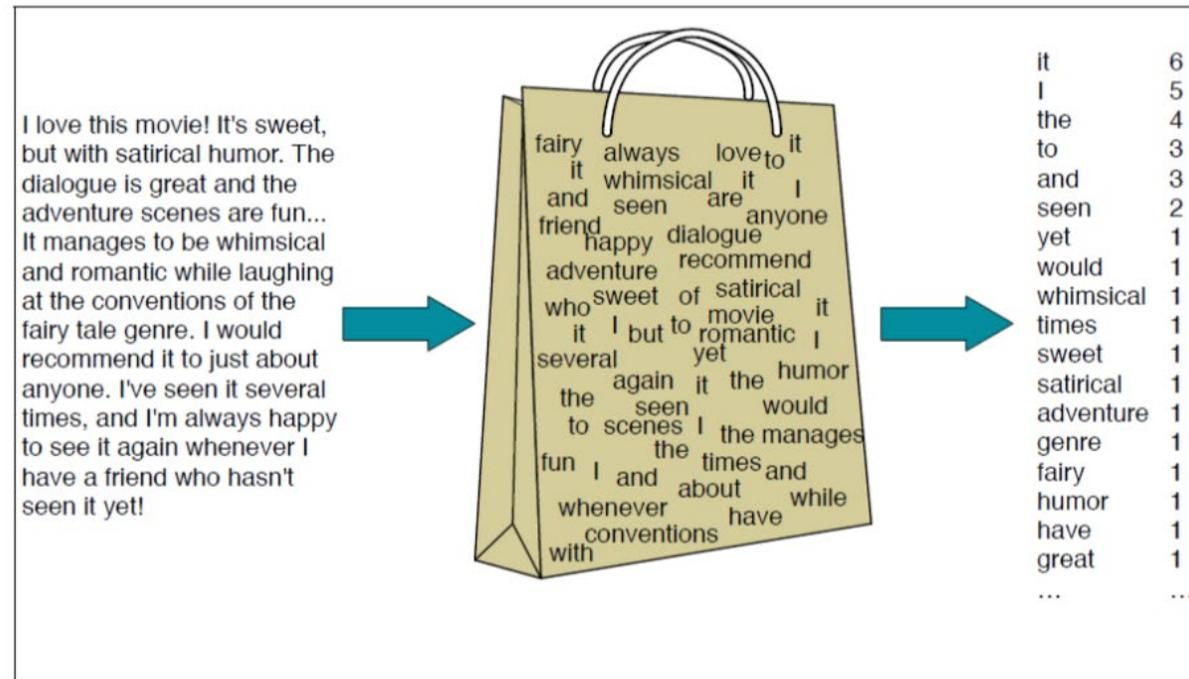 I love this movie! It's sweet,
but with satirical humor. The
dialogue is great and the
adventure scenes are fun...
It manages to be whimsical
and romantic while laughing
at the conventions of the
fairy tale genre. I would
recommend it to just about
anyone. I've seen it several
times, and I'm always happy
to see it again whenever I
have a friend who hasn't
seen it yet!
fairy always love to it
it whimsical it I
and seen are
anyone
friend
happy dialogue
adventure recommend
who sweet of satirical
movie it
it I but to romantic I
several yet
again it the humor
the seen would
to scenes I the manages
the
fun I and times and
about
whenever have while
conventions
with
it 6
I 5
the 4
to 3
and 3
seen 2
yet 1
would 1
whimsical 1
times 1
sweet 1
satirical 1
adventure 1
genre 1
fairy 1
humor 1
have 1
great 1
... ...